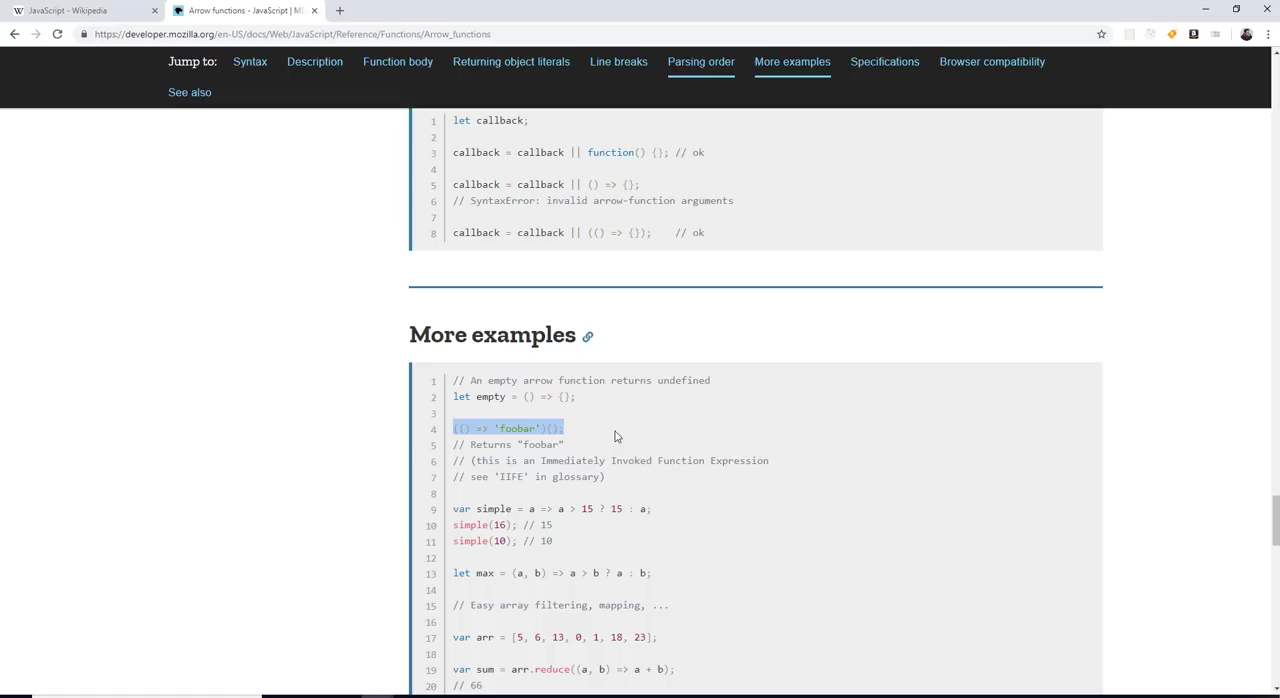 JavaScript - Wikipedia
Arrow functions - JavaScript | M
https://developer.mozilla.org/en-US/docs/Web/JavaScript/Reference/Functions/Arrow_functions
Jump to: Syntax Description Function body Returning object literals Line breaks Parsing order More examples Specifications Browser compatibility
See also
1 let callback;
2
3 callback = callback || function() {}; // ok
4
5 callback = callback || () => {};
6 // SyntaxError: invalid arrow-function arguments
7
8 callback = callback || (() => {}); // ok
More examples
1 // An empty arrow function returns undefined
2 let empty = () => {};
3
4 (() => 'foobar')();
5 // Returns "foobar"
6 // (this is an Immediately Invoked Function Expression
7 // see 'IIFE' in glossary)
8
9 var simple = a => a > 15 ? 15 : a;
10 simple(16); // 15
11 simple(10); // 10
12
13 let max = (a, b) => a > b ? a : b;
14
15 // Easy array filtering, mapping, ...
16
17 var arr = [5, 6, 13, 0, 1, 18, 23];
18
19 var sum = arr.reduce((a, b) => a + b);
20 // 66